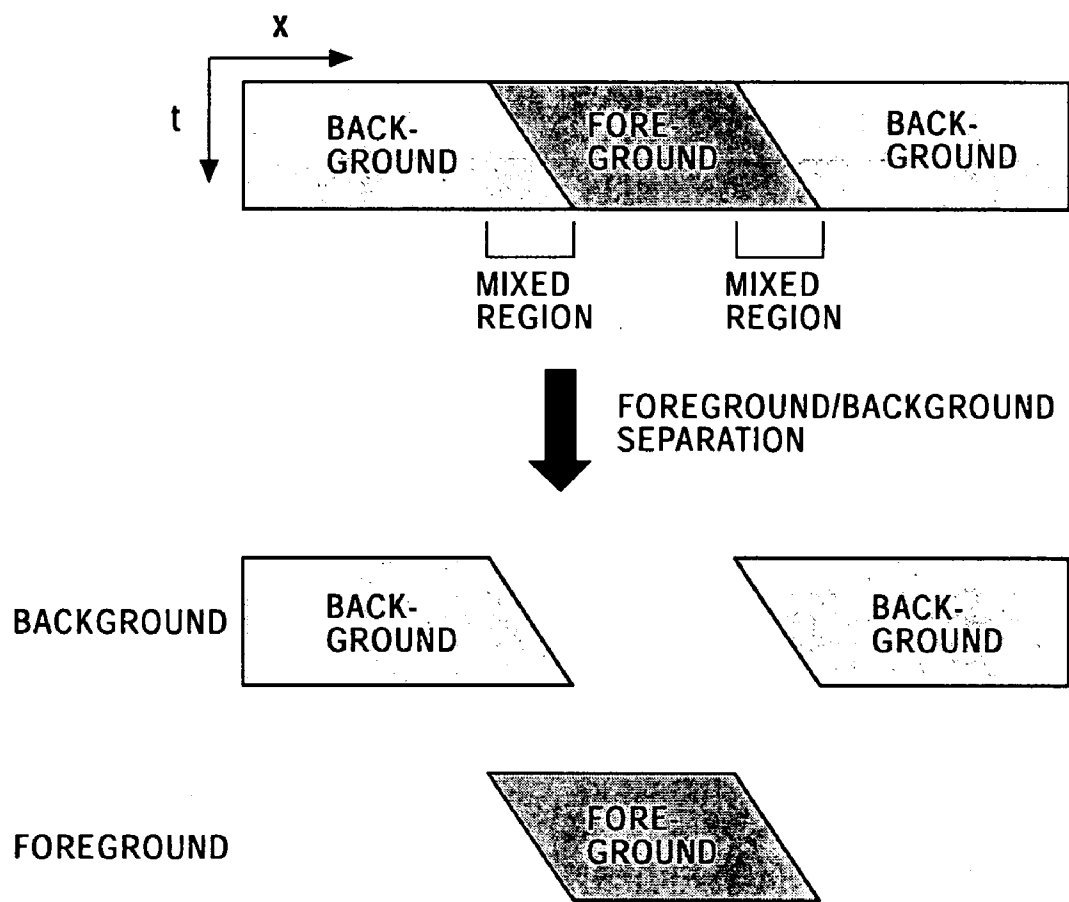 X
t
BACK-
GROUND
FORE-
GROUND
BACK-
GROUND
MIXED
REGION
MIXED
REGION
FOREGROUND/BACKGROUND
SEPARATION
BACKGROUND
BACK-
GROUND
BACK-
GROUND
FOREGROUND
FORE-
GROUND